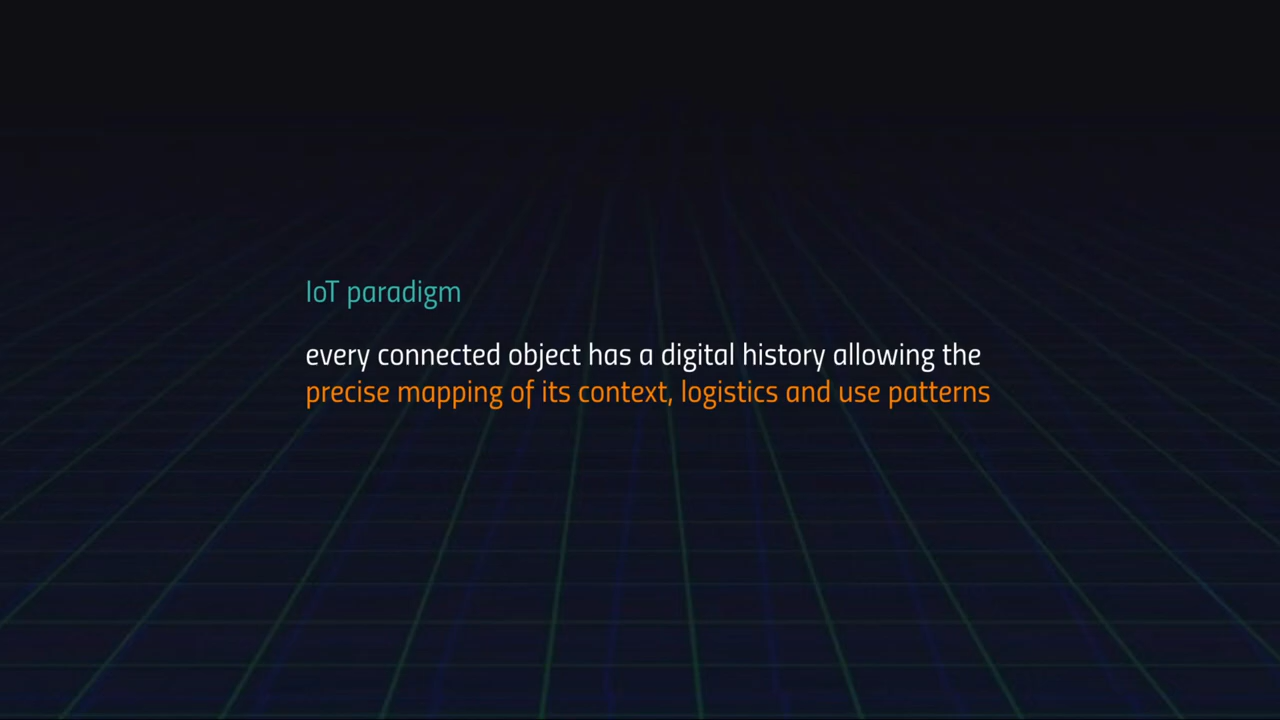 IoT paradigm
every connected object has a digital history allowing the
precise mapping of its context, logistics and use patterns